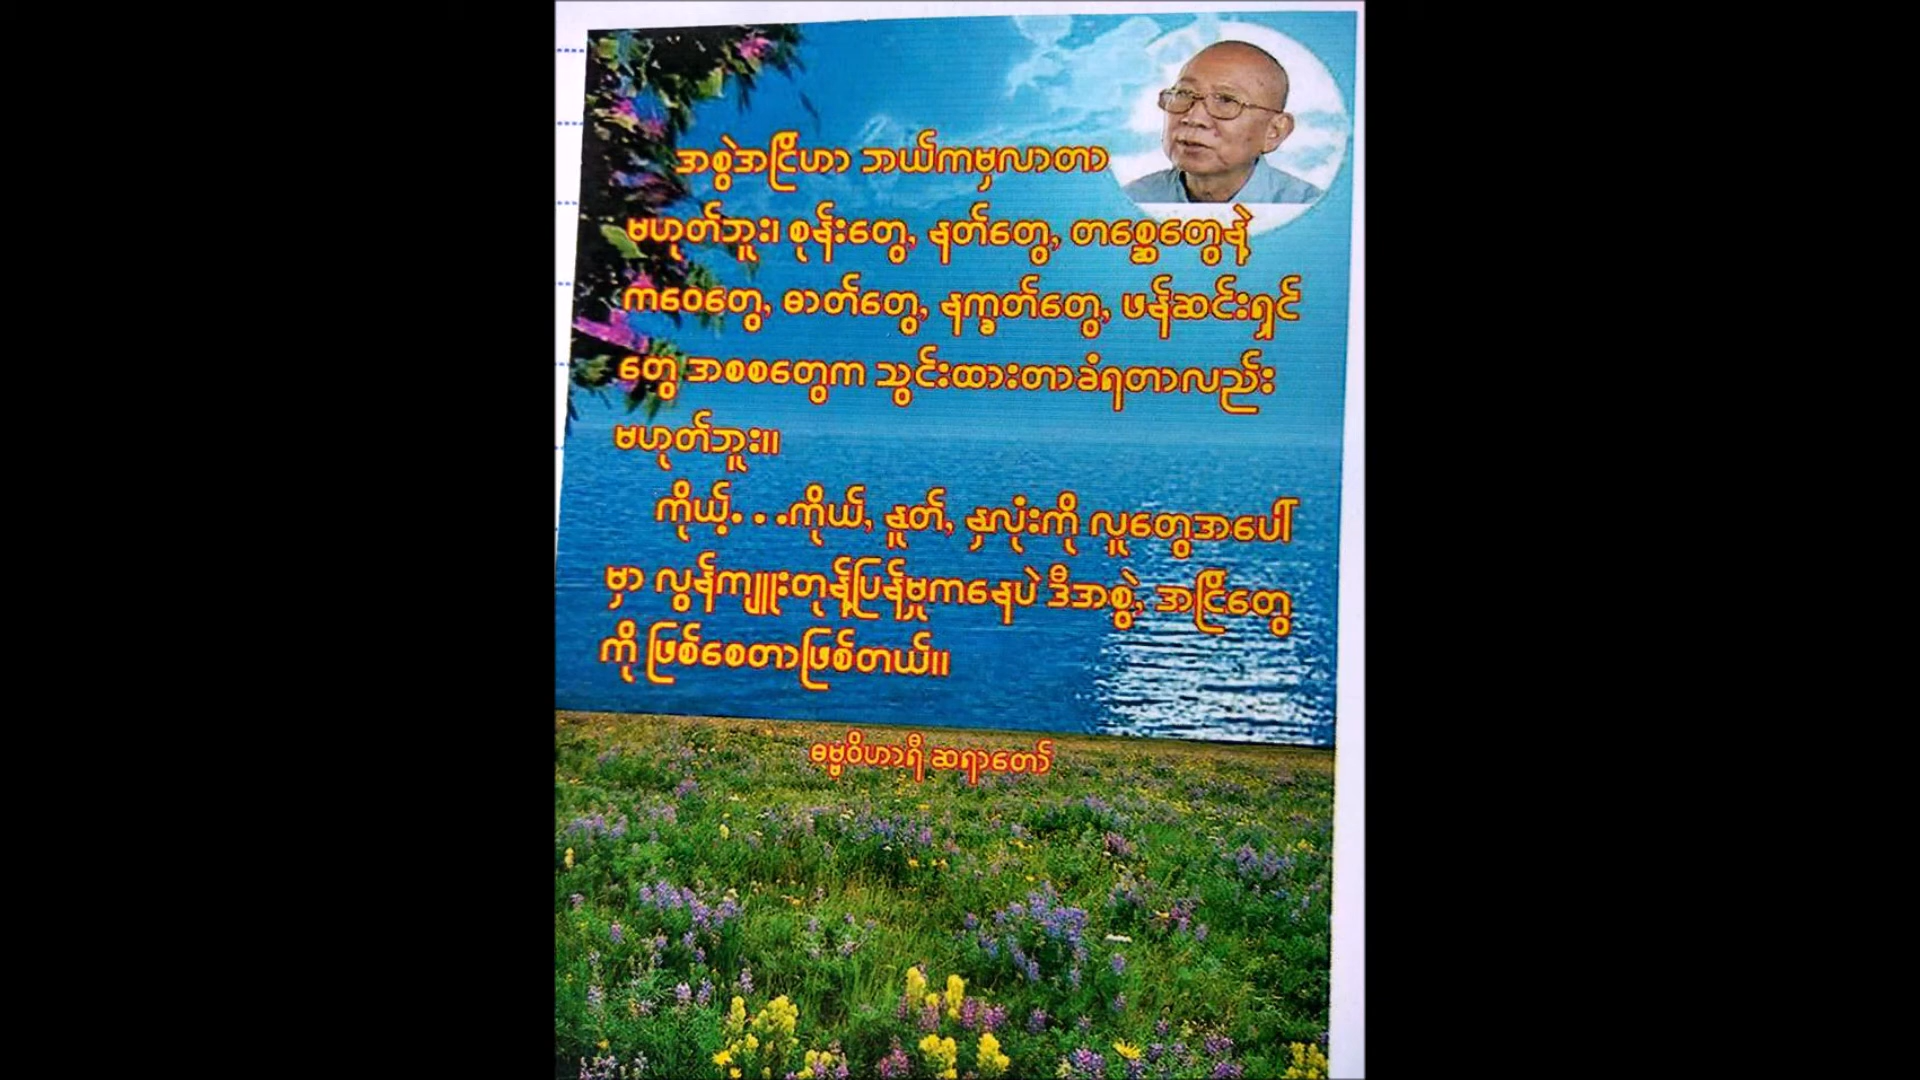 အစွဲအငြိဟာ ဘယ်ကမှလာတာ
မဟုတ်ဘူး၊ စုန်းတွေ, နတ်တွေ, တစ္ဆေတွေနဲ့
ကဝေတွေ, ဓာတ်တွေ, နက္ခတ်တွေ, ဖန်ဆင်းရှင်
တွေ အစစတွေက သွင်းထားတာခံရတာလည်း
မဟုတ်ဘူး။
ကိုယ့်...ကိုယ်, နှုတ်, နှလုံးကို လူတွေအပေါ်
မှာ လွန်ကျူးတုန့်ပြန်မှုကနေပဲ ဒီအစွဲ, အငြိတွေ
ကို ဖြစ်စေတာဖြစ်တယ်။
ဓမ္မဝိဟာရီ ဆရာတော်